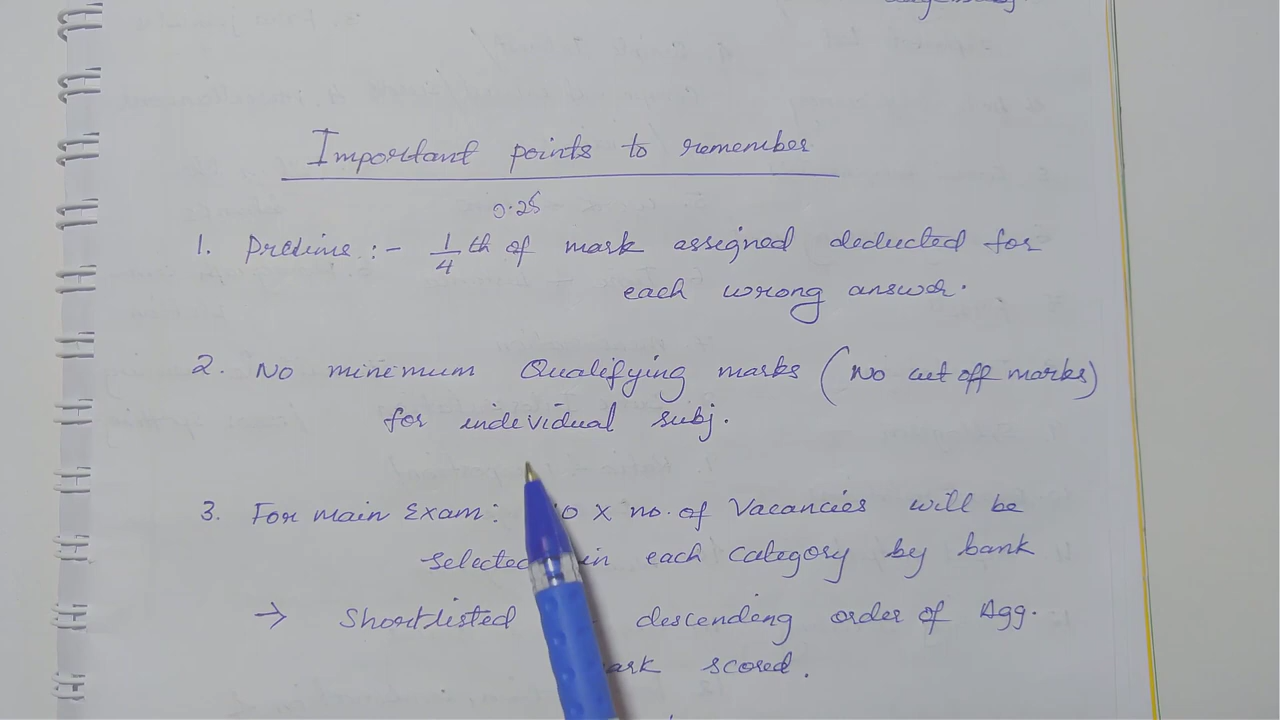 Important points to remember
0.25
1. Prelims :- 1/4 th of mark assigned deducted for
each wrong answer.
2. No minimum Qualifying marks (No cut off marks)
for individual subj.
3. For main Exam: x no. of Vacancies will be
selected in each category by bank
→ Shortlisted descending order of Agg.
scored.